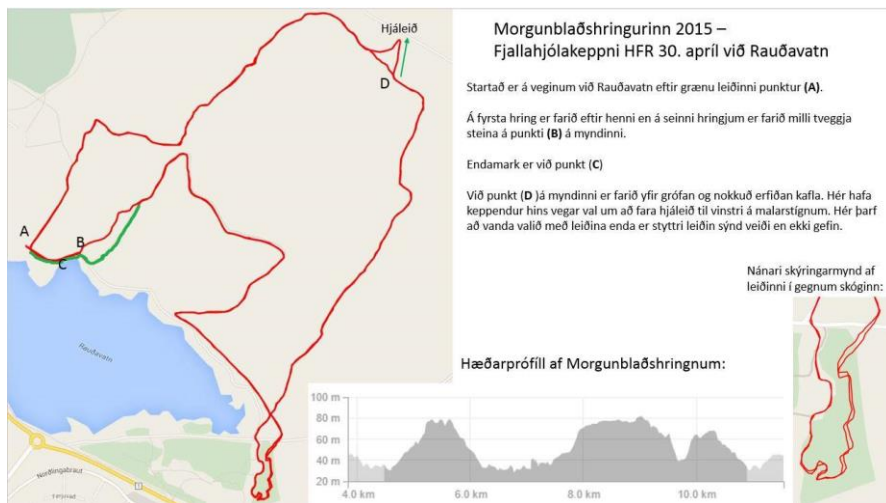 Morgunblaðshringurinn 2015 –
Fjallahjólakeppni HFR 30. apríl við Rauðavatn
Startað er á veginum við Rauðavatn eftir grænu leiðinni punktur (A).
Á fyrsta hring er farið eftir henni en á seinni hringjum er farið milli tveggja
steina á punkti (B) á myndinni.
Endamark er við punkt (C)
Við punkt (D )á myndinni er farið yfir grófan og nokkuð erfiðan kafla. Hér hafa
keppendur hins vegar val um að fara hjáleið til vinstri á malarstígnum. Hér þarf
að vanda valið með leiðina enda er styttri leiðin sýnd veiði en ekki gefin.
Nánari skýringarmynd af
leiðinni í gegnum skóginn:
Hjáleið
D
A
B
C
Rauðavatn
Norðlingabraut
1
Hæðarprófíll af Morgunblaðshringnum:
100 m
80 m
60 m
40 m
20 m
4.0 km
6.0 km
8.0 km
10.0 km